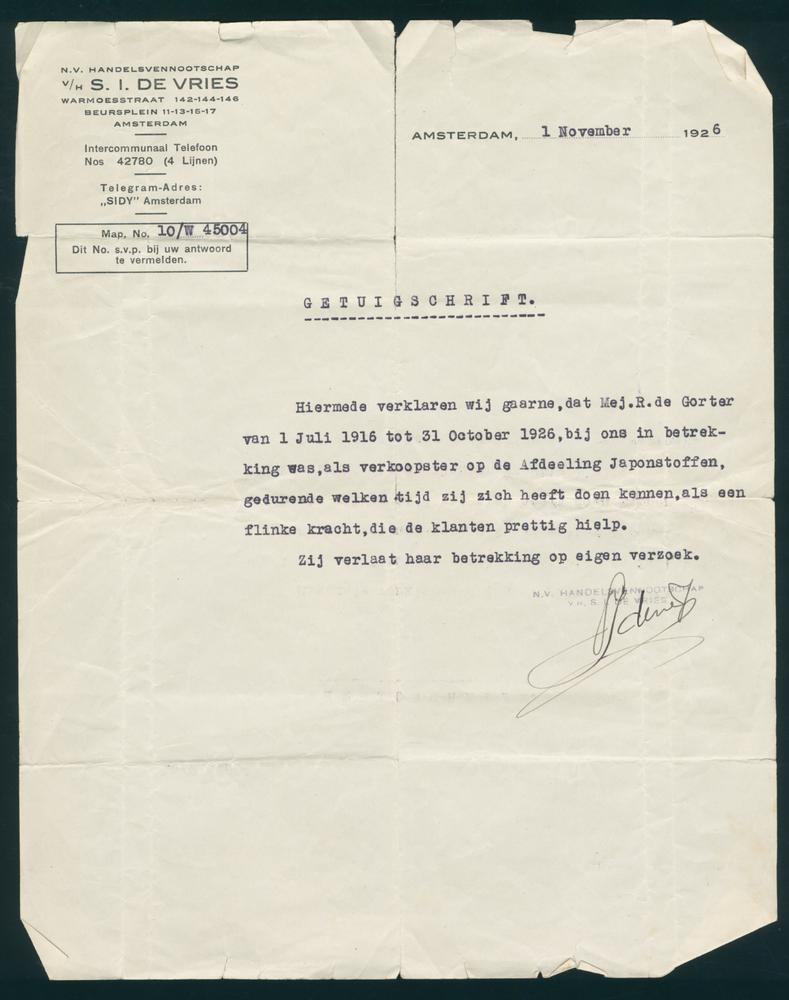 N.V. HANDELSVENNOOTSCHAP
V/H S. I. DE VRIES
WARMOESSTRAAT 142-144-146
BEURSPLEIN 11-13-15-17
AMSTERDAM
Intercommunaal Telefoon
Nos 42780 (4 Lijnen)
Telegram-Adres:
„SIDY" Amsterdam
Map. No. 10/W 45004
Dit No. s.v.p. bij uw antwoord
te vermelden.
AMSTERDAM, 1 November 1926
GETUIGSCHRIFT.
Hiermede verklaren wij gaarne,dat Mej.R.de Gorter
van 1 Juli 1916 tot 31 October 1926,bij ons in betrek-
king was,als verkoopster op de Afdeeling Japonstoffen,
gedurende welken tijd zij zich heeft doen kennen,als een
flinke kracht,die de klanten prettig hielp.
Zij verlaat haar betrekking op eigen verzoek.
N.V. HANDELSVENNOOTSCHAP
V.H. S. I. DE VRIES